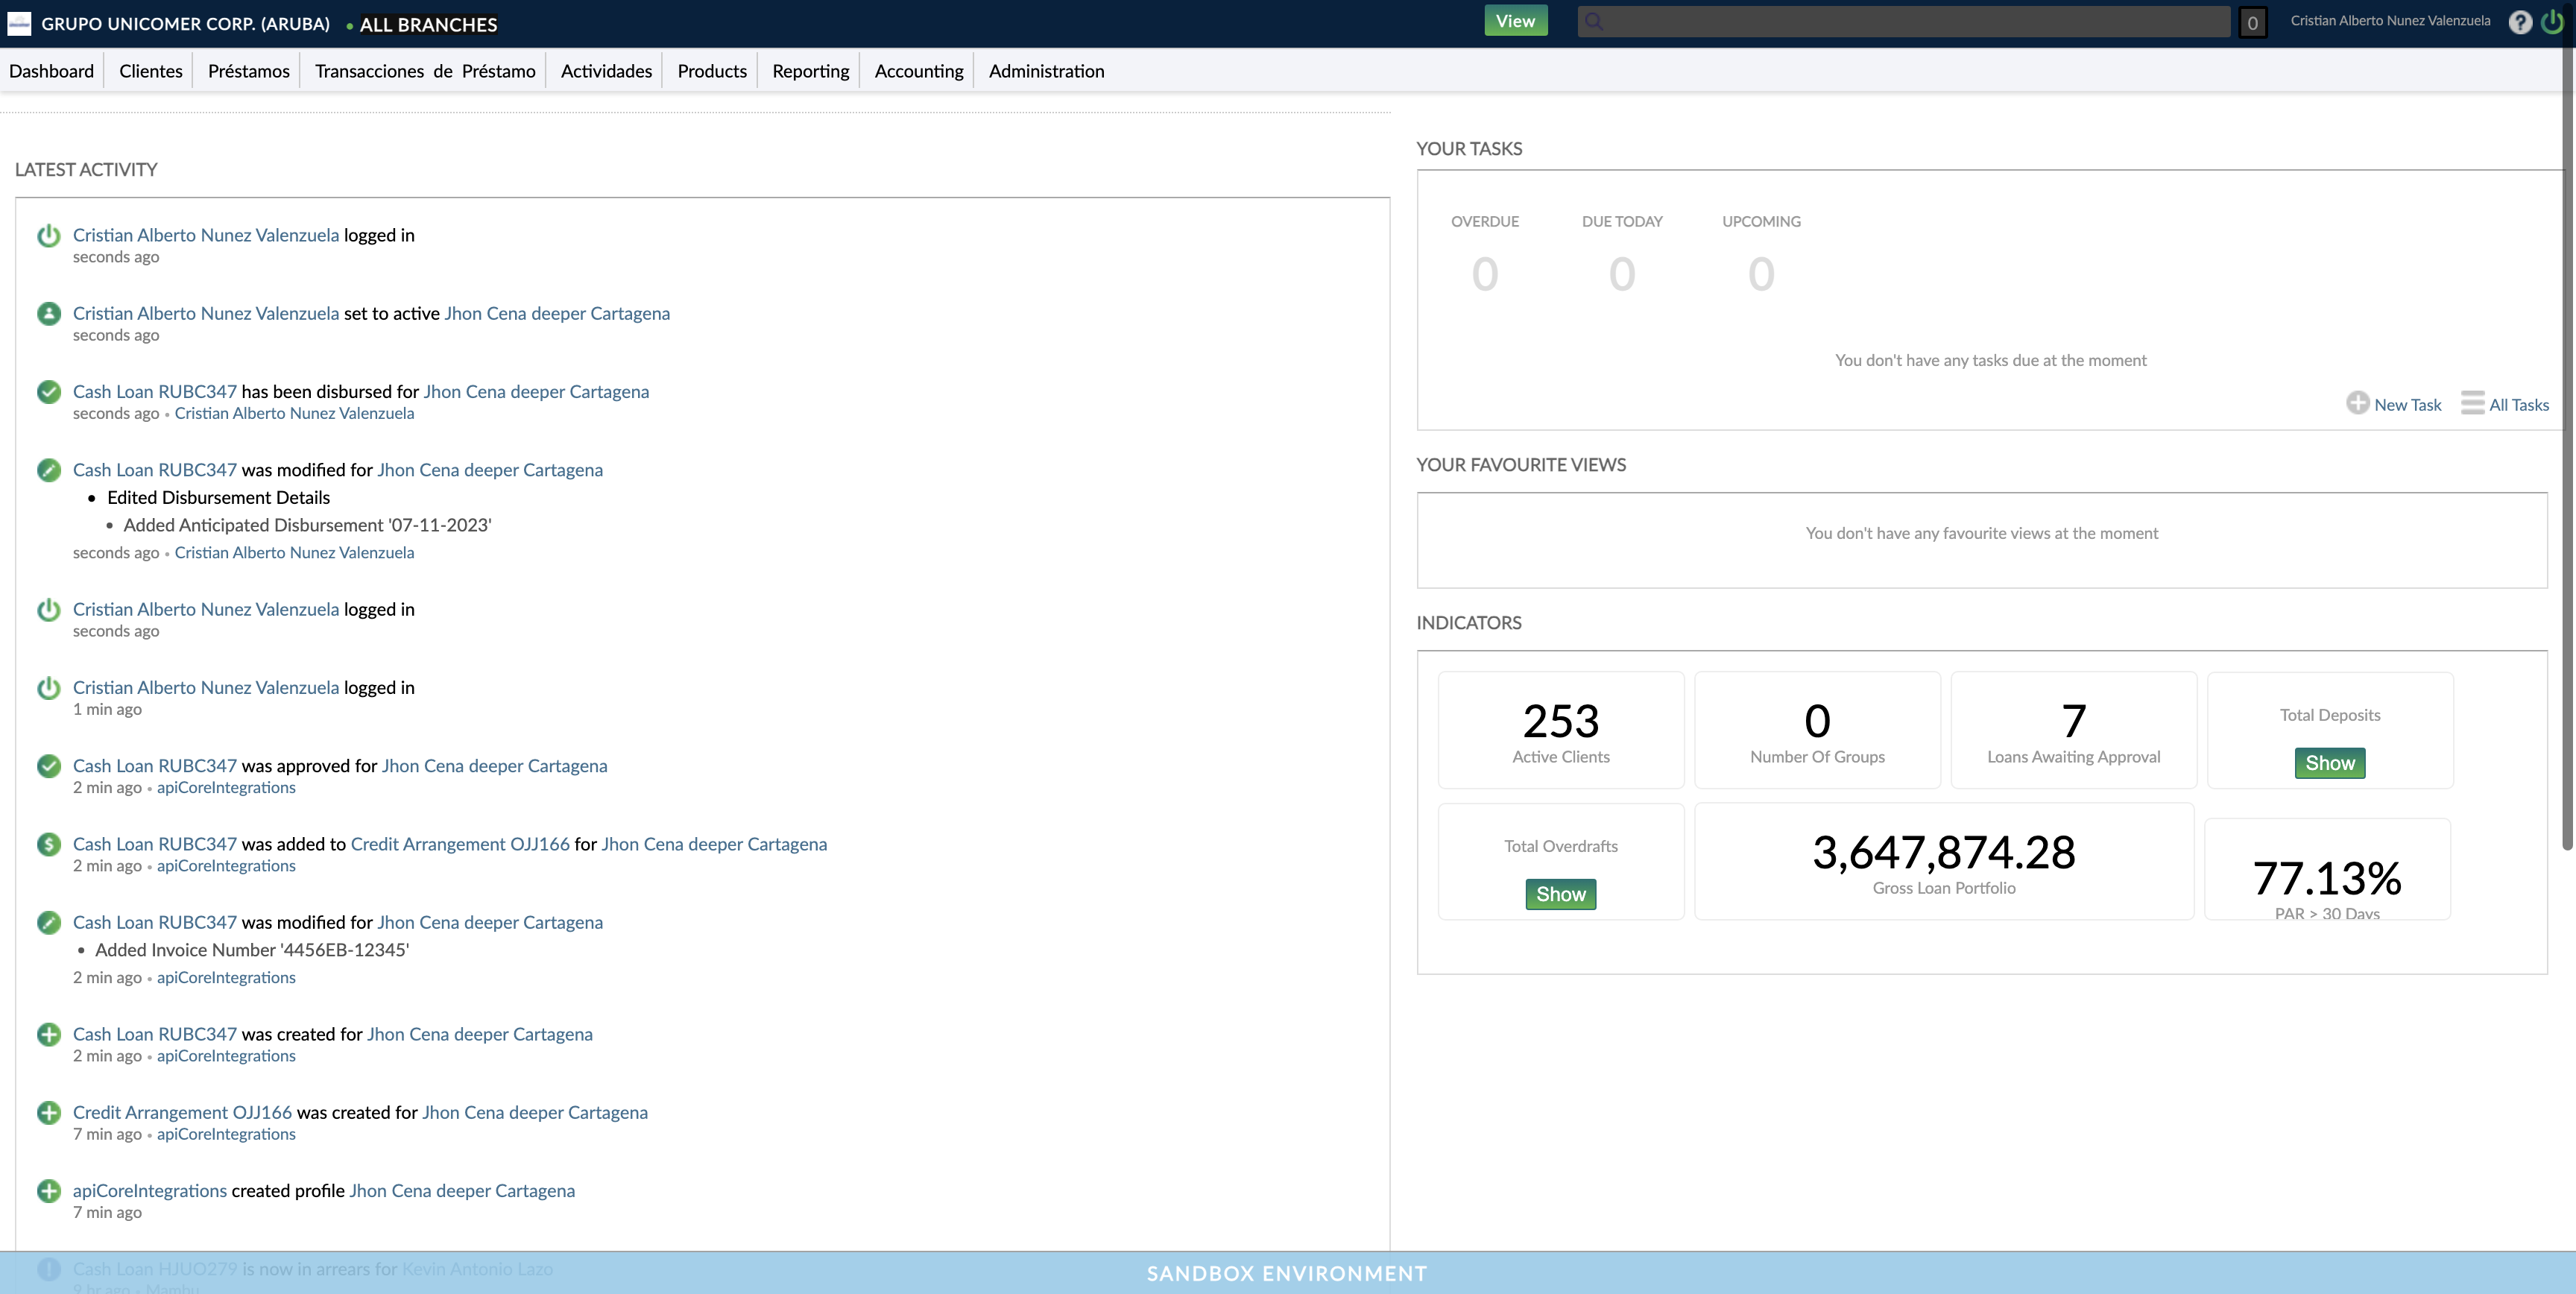 GRUPO UNICOMER CORP. (ARUBA) • ALL BRANCHES
View
0
Cristian Alberto Nunez Valenzuela
?
Dashboard Clientes Préstamos Transacciones de Préstamo Actividades Products Reporting Accounting Administration
LATEST ACTIVITY
Cristian Alberto Nunez Valenzuela logged in
seconds ago
Cristian Alberto Nunez Valenzuela set to active Jhon Cena deeper Cartagena
seconds ago
Cash Loan RUBC347 has been disbursed for Jhon Cena deeper Cartagena
seconds ago • Cristian Alberto Nunez Valenzuela
Cash Loan RUBC347 was modified for Jhon Cena deeper Cartagena
• Edited Disbursement Details
• Added Anticipated Disbursement '07-11-2023'
seconds ago • Cristian Alberto Nunez Valenzuela
Cristian Alberto Nunez Valenzuela logged in
seconds ago
Cristian Alberto Nunez Valenzuela logged in
1 min ago
Cash Loan RUBC347 was approved for Jhon Cena deeper Cartagena
2 min ago • apiCoreIntegrations
Cash Loan RUBC347 was added to Credit Arrangement OJJ166 for Jhon Cena deeper Cartagena
2 min ago • apiCoreIntegrations
Cash Loan RUBC347 was modified for Jhon Cena deeper Cartagena
• Added Invoice Number '4456EB-12345'
2 min ago • apiCoreIntegrations
Cash Loan RUBC347 was created for Jhon Cena deeper Cartagena
2 min ago • apiCoreIntegrations
Credit Arrangement OJJ166 was created for Jhon Cena deeper Cartagena
7 min ago • apiCoreIntegrations
apiCoreIntegrations created profile Jhon Cena deeper Cartagena
7 min ago
Cash Loan HJUO279 is now in arrears for Kevin Antonio Lazo
9 hr ago • Mambu
YOUR TASKS
OVERDUE DUE TODAY UPCOMING
0 0 0
You don't have any tasks due at the moment
New Task All Tasks
YOUR FAVOURITE VIEWS
You don't have any favourite views at the moment
INDICATORS
253
Active Clients
0
Number Of Groups
7
Loans Awaiting Approval
Total Deposits
Show
Total Overdrafts
Show
3,647,874.28
Gross Loan Portfolio
77.13%
PAR > 30 Days
SANDBOX ENVIRONMENT